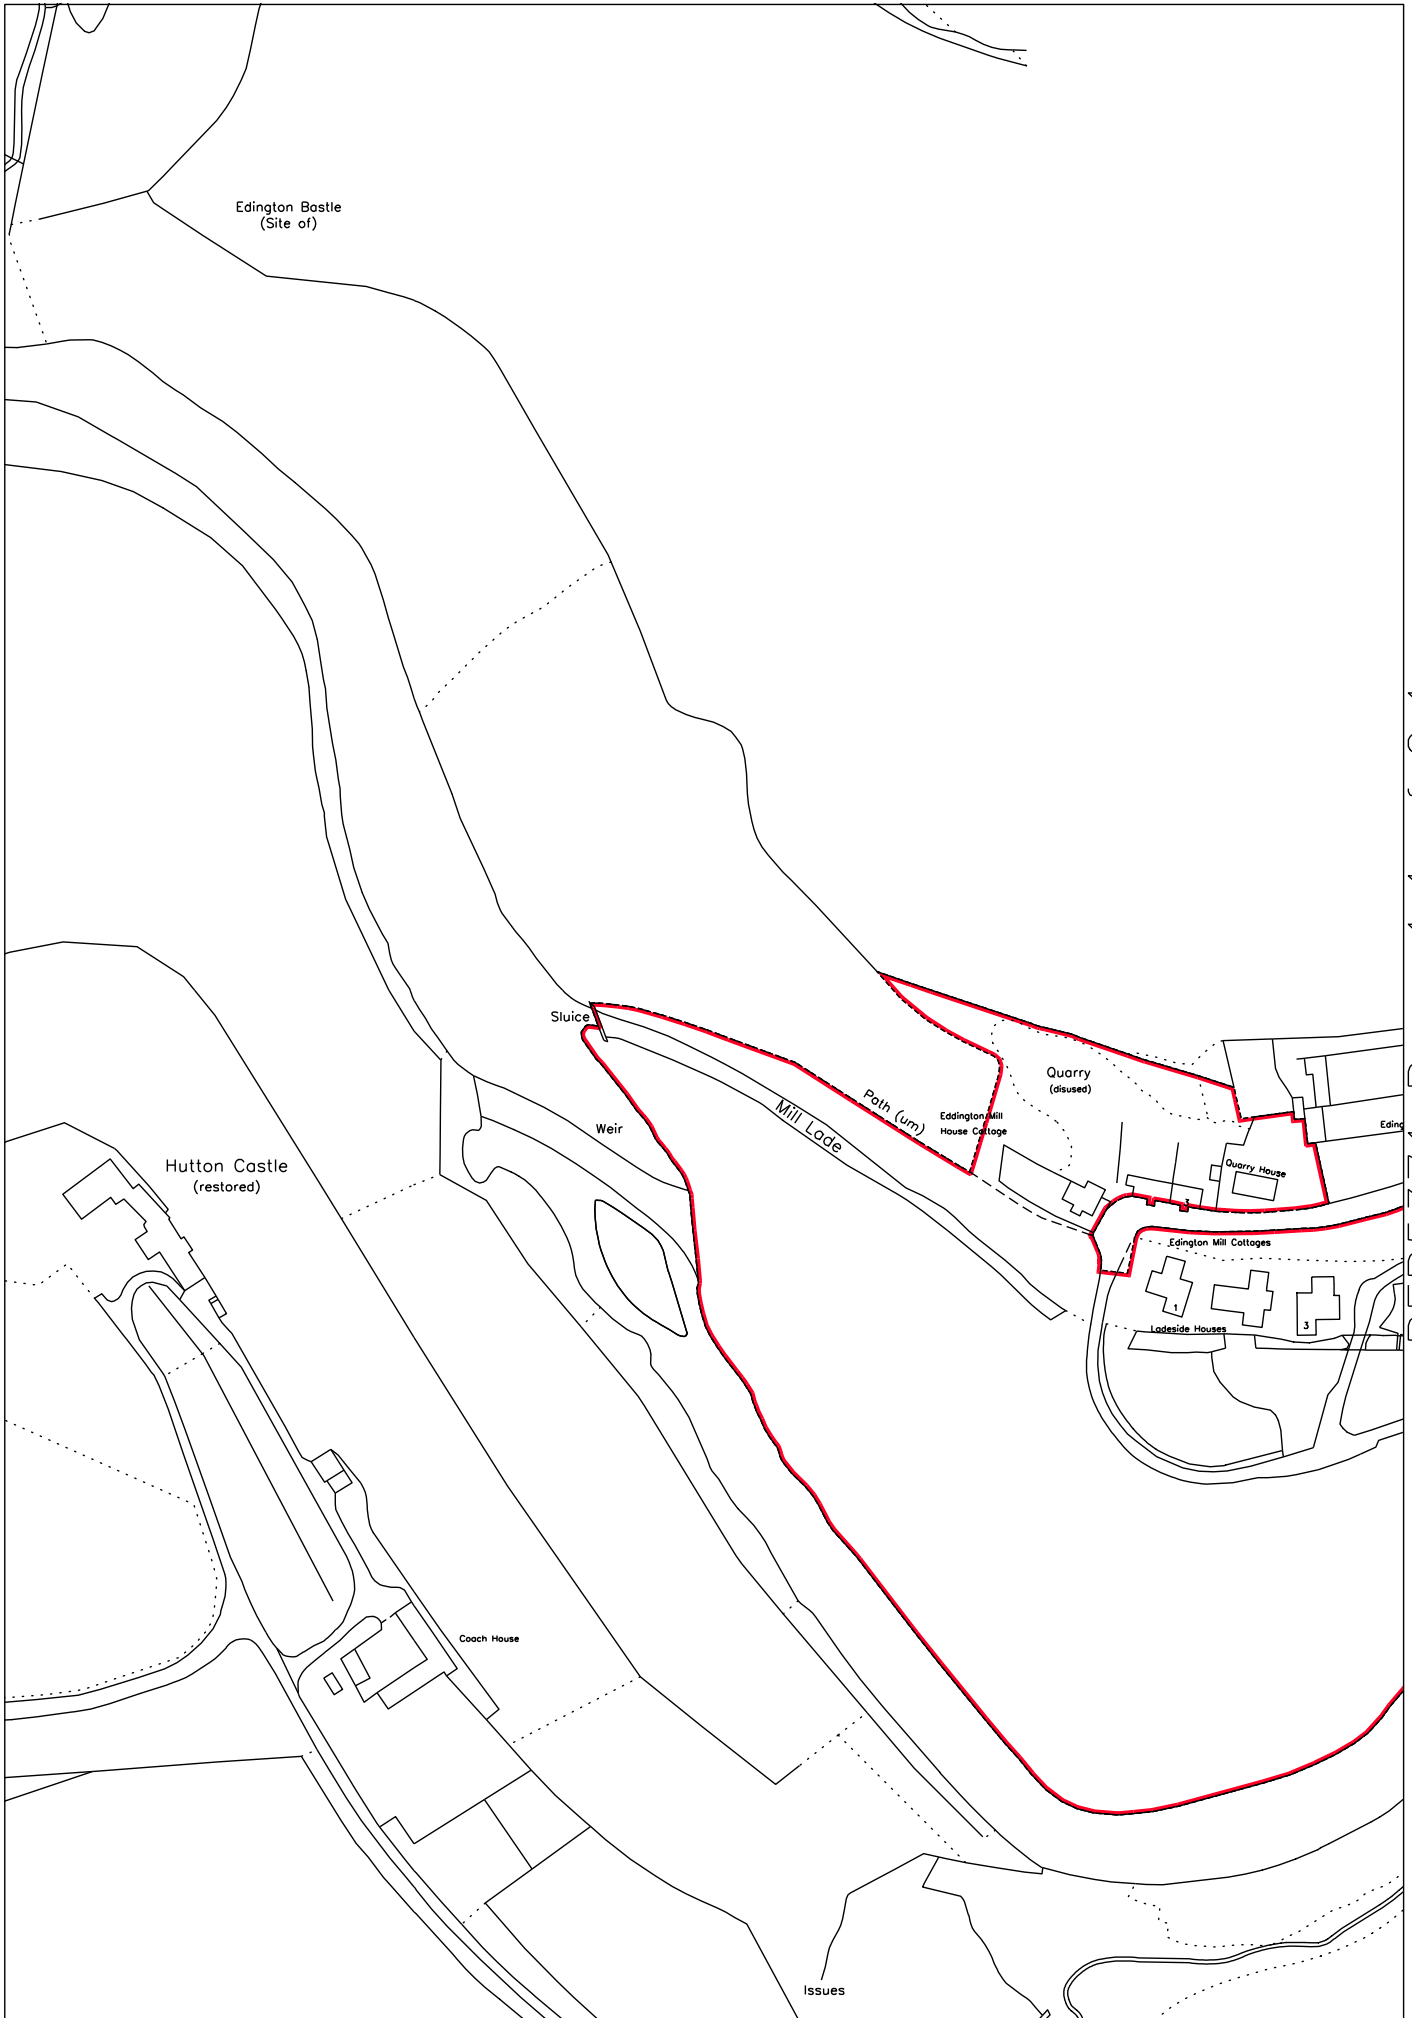 Edington Bastle
(Site of)
Sluice
Weir
Mill Lade
Path (um)
Quarry
(disused)
Eddington Mill
House Cottage
Quarry House
3
Edington Mill Cottages
1
3
Ladeside Houses
Hutton Castle
(restored)
Coach House
Issues